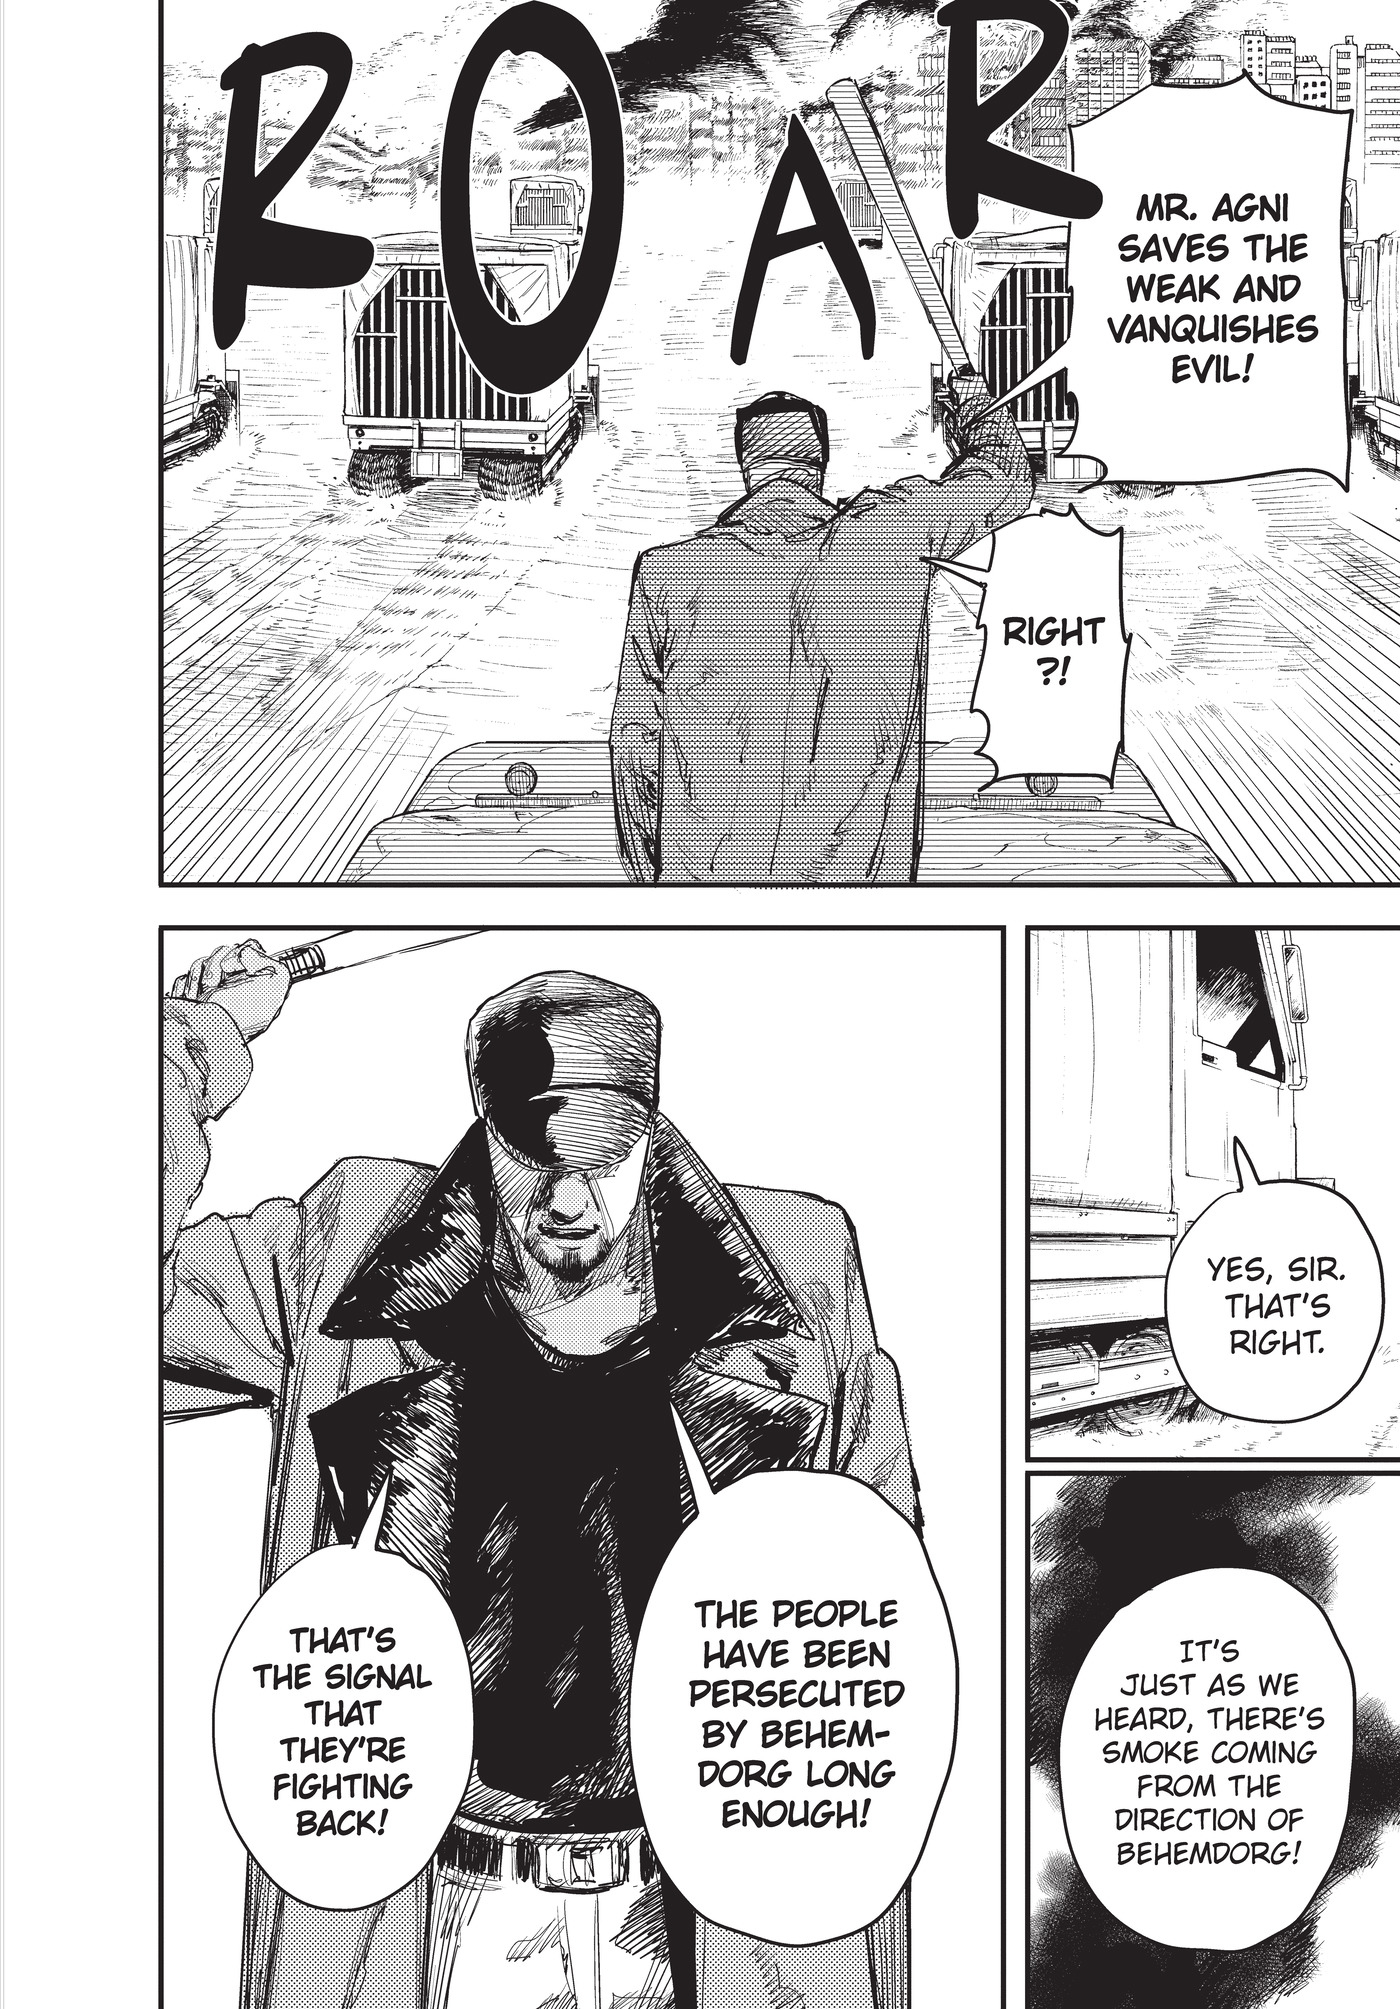 ROAR
MR. AGNI
SAVES THE
WEAK AND
VANQUISHES
EVIL!
RIGHT
?!
YES, SIR.
THAT'S
RIGHT.
IT'S
JUST AS WE
HEARD, THERE'S
SMOKE COMING
FROM THE
DIRECTION OF
BEHEMDORG!
THE PEOPLE
HAVE BEEN
PERSECUTED
BY BEHEM-
DORG LONG
ENOUGH!
THAT'S
THE SIGNAL
THAT
THEY'RE
FIGHTING
BACK!